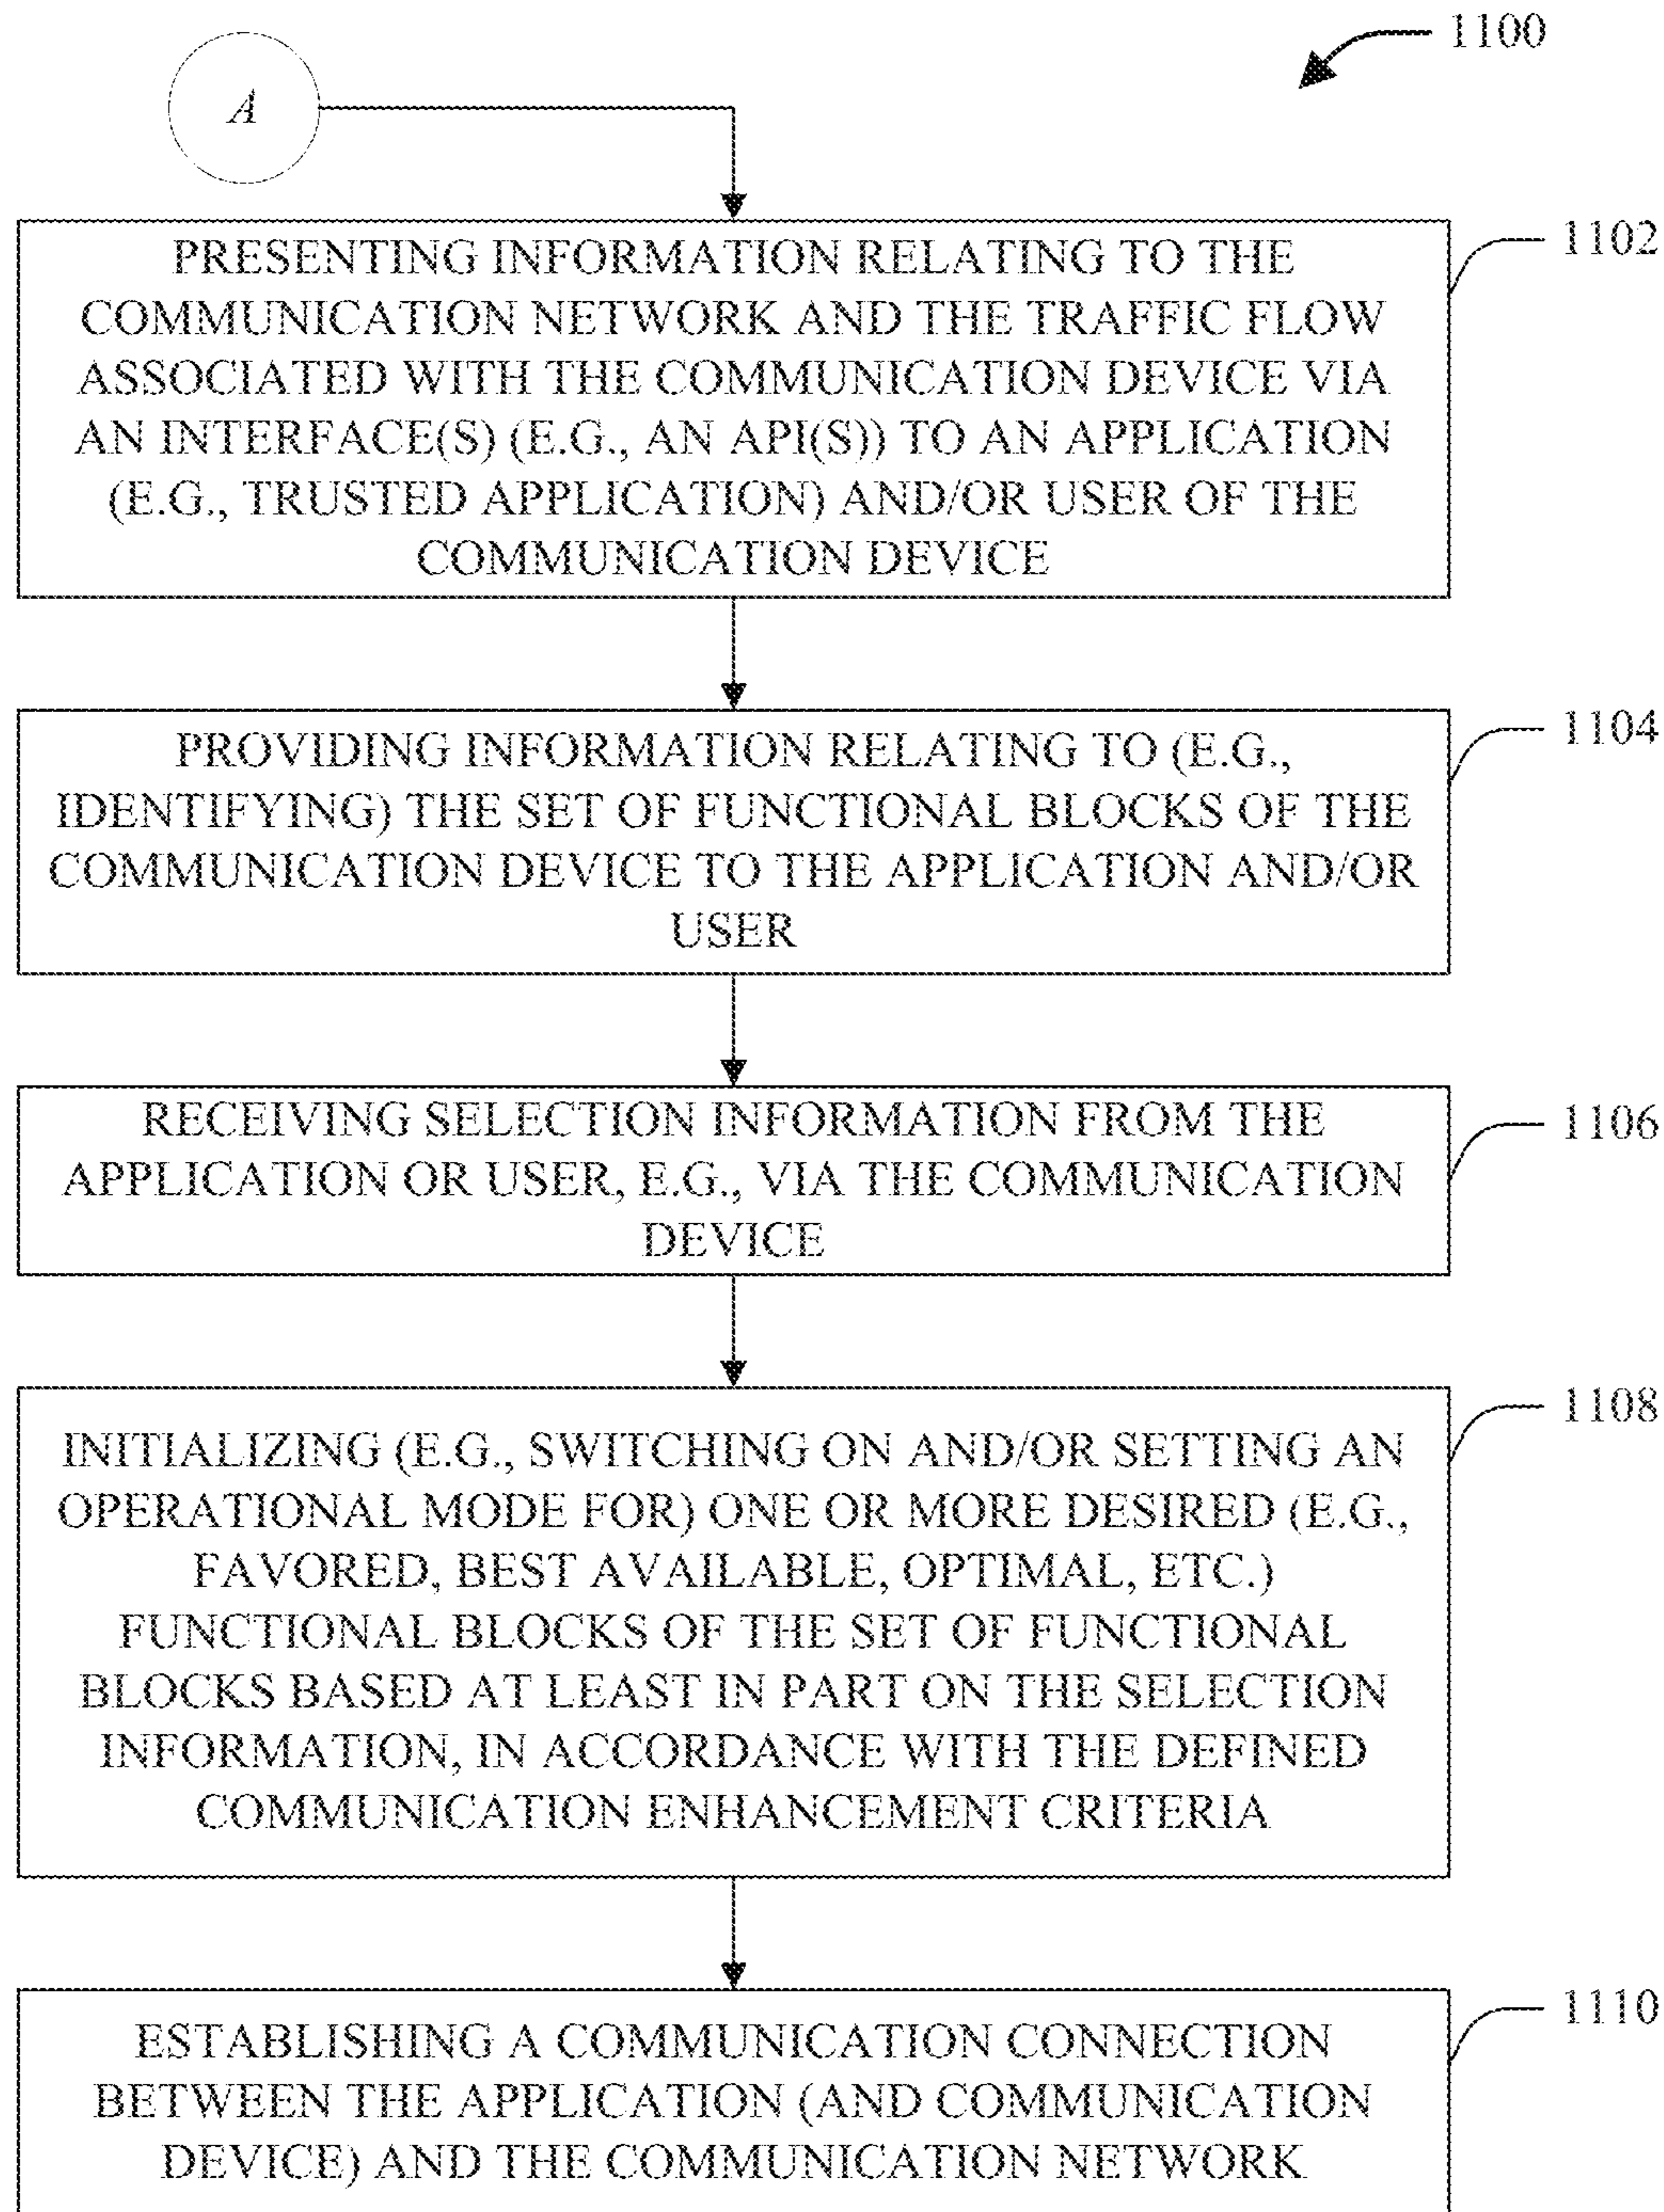 1100
A
PRESENTING INFORMATION RELATING TO THE
COMMUNICATION NETWORK AND THE TRAFFIC FLOW
ASSOCIATED WITH THE COMMUNICATION DEVICE VIA
AN INTERFACE(S) (E.G., AN API(S)) TO AN APPLICATION
(E.G., TRUSTED APPLICATION) AND/OR USER OF THE
COMMUNICATION DEVICE
1102
PROVIDING INFORMATION RELATING TO (E.G.,
IDENTIFYING) THE SET OF FUNCTIONAL BLOCKS OF THE
COMMUNICATION DEVICE TO THE APPLICATION AND/OR
USER
1104
RECEIVING SELECTION INFORMATION FROM THE
APPLICATION OR USER, E.G., VIA THE COMMUNICATION
DEVICE
1106
INITIALIZING (E.G., SWITCHING ON AND/OR SETTING AN
OPERATIONAL MODE FOR) ONE OR MORE DESIRED (E.G.,
FAVORED, BEST AVAILABLE, OPTIMAL, ETC.)
FUNCTIONAL BLOCKS OF THE SET OF FUNCTIONAL
BLOCKS BASED AT LEAST IN PART ON THE SELECTION
INFORMATION, IN ACCORDANCE WITH THE DEFINED
COMMUNICATION ENHANCEMENT CRITERIA
1108
ESTABLISHING A COMMUNICATION CONNECTION
BETWEEN THE APPLICATION (AND COMMUNICATION
DEVICE) AND THE COMMUNICATION NETWORK
1110